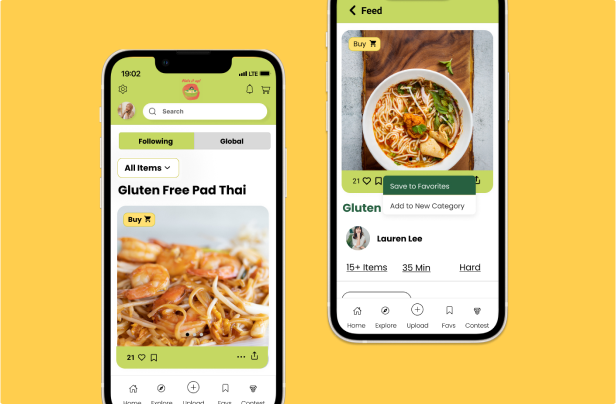 19:02
LTE
Search
Following
Global
All Items
Gluten Free Pad Thai
Buy
21
Home
Explore
Upload
Favs
Contest
Feed
Buy
21
Save to Favorites
Add to New Category
Gluten
Lauren Lee
15+ Items
35 Min
Hard
Home
Explore
Upload
Favs
Contest